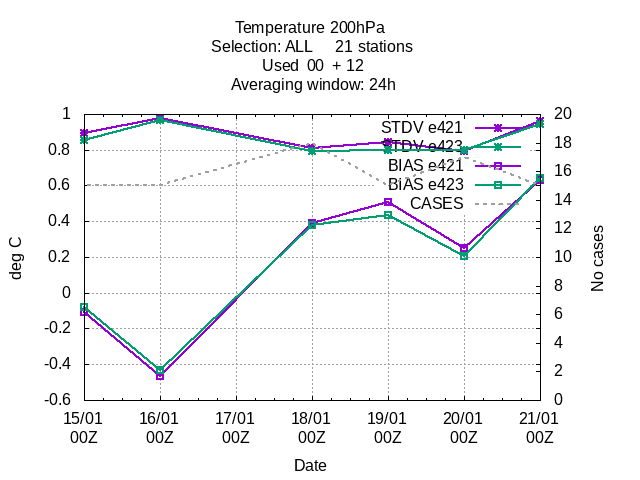 Temperature 200hPa
Selection: ALL 21 stations
Used 00 + 12
Averaging window: 24h
1
0.8
0.6
0.4
0.2
0
-0.2
-0.4
-0.6
deg C
20
18
16
14
12
10
8
6
4
2
0
No cases
STDV e421
STDV e423
BIAS e421
BIAS e423
CASES
15/01 16/01 17/01 18/01 19/01 20/01 21/01
00Z 00Z 00Z 00Z 00Z 00Z 00Z
Date